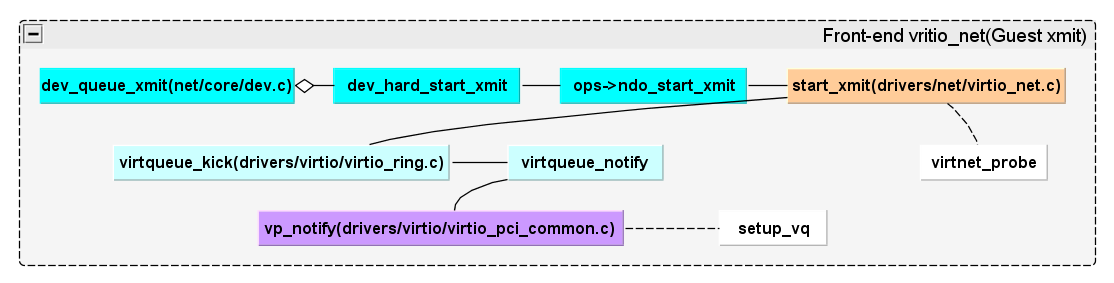 Front-end vritio_net(Guest xmit)
dev_queue_xmit(net/core/dev.c)
dev_hard_start_xmit
ops->ndo_start_xmit
start_xmit(drivers/net/virtio_net.c)
virtqueue_kick(drivers/virtio/virtio_ring.c)
virtqueue_notify
virtnet_probe
vp_notify(drivers/virtio/virtio_pci_common.c)
setup_vq